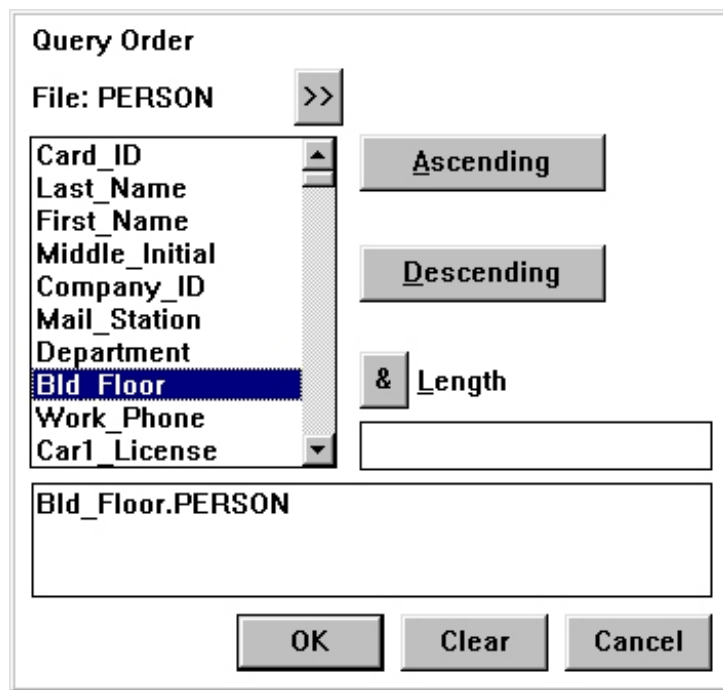 Query Order
File: PERSON >>
Card_ID
Last_Name
First_Name
Middle_Initial
Company_ID
Mail_Station
Department
Bld_Floor
Work_Phone
Car1_License
Ascending
Descending
& Length
Bld_Floor.PERSON
OK Clear Cancel